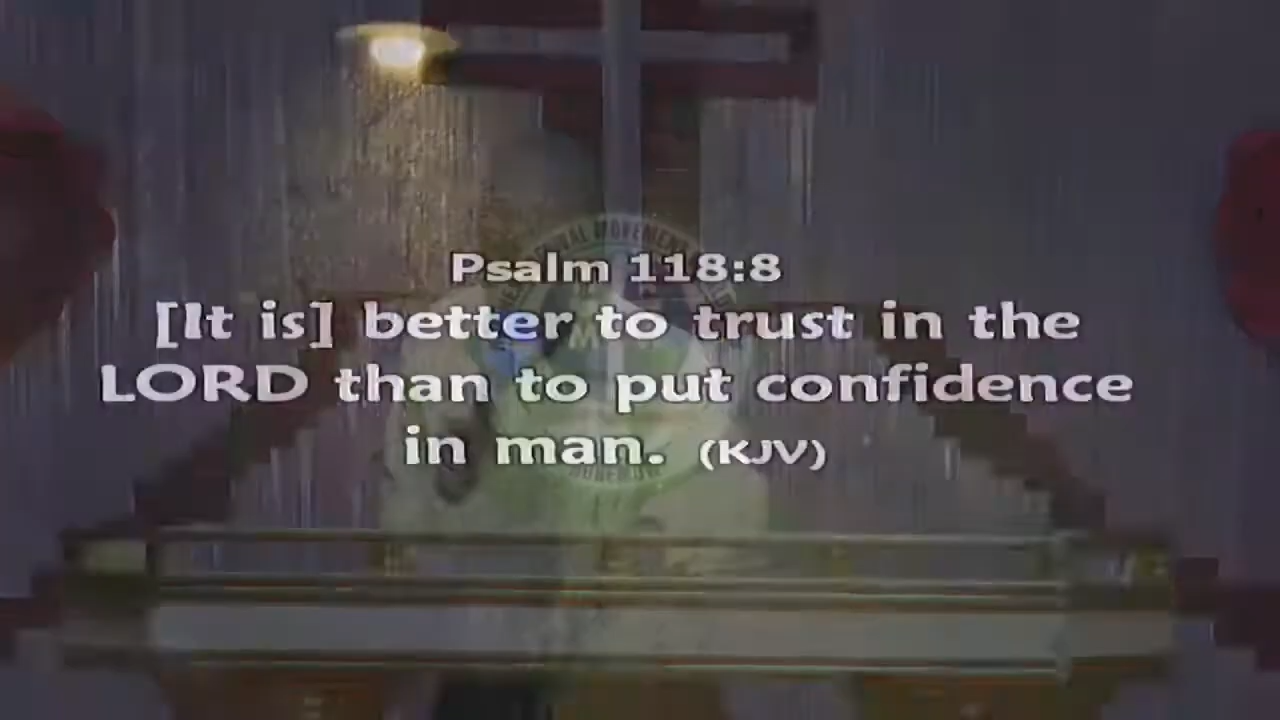 Psalm 118:8
[It is] better to trust in the
LORD than to put confidence
in man. (KJV)